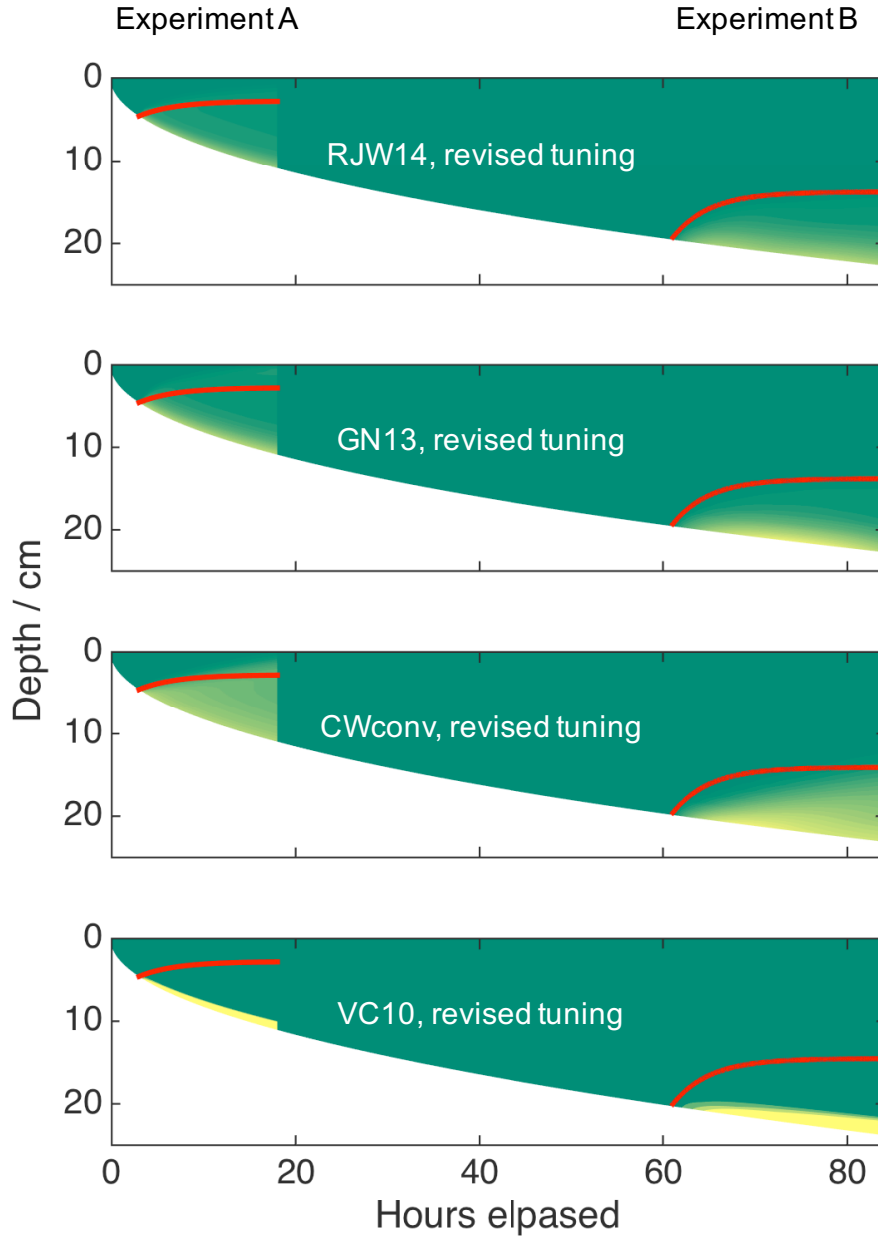 Experiment A Experiment B
0
RJW14, revised tuning
10
20
0
GN13, revised tuning
10
20
Depth / cm
0
CWconv, revised tuning
10
20
0
VC10, revised tuning
10
20
0 20 40 60 80
Hours elpased